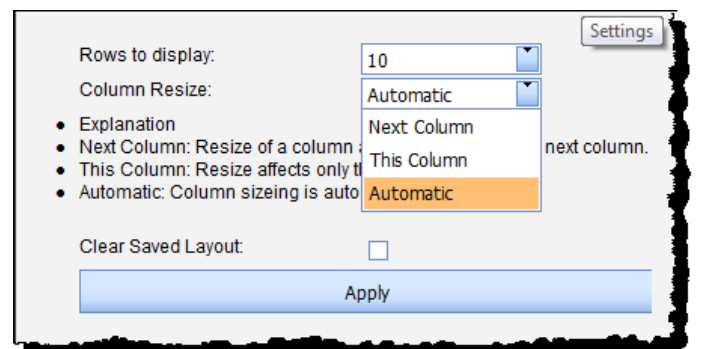 Settings
Rows to display: 10
Column Resize: Automatic
Explanation Next Column
Next Column: Resize of a column next column.
This Column: Resize affects only This Column
Automatic: Column sizeing is auto Automatic
Clear Saved Layout:
Apply